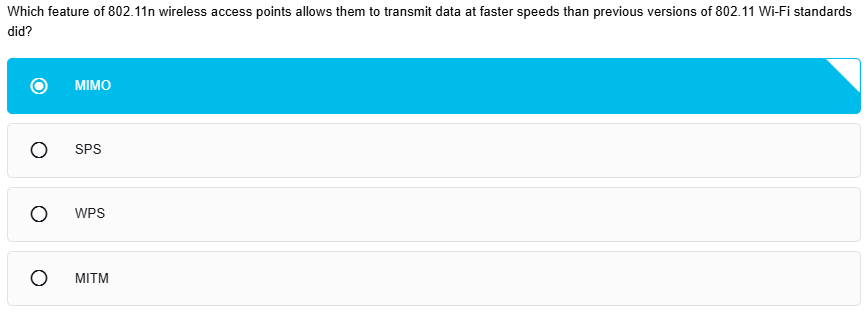 Which feature of 802.11n wireless access points allows them to transmit data at faster speeds than previous versions of 802.11 Wi-Fi standards
did?
MIMO
SPS
WPS
MITM